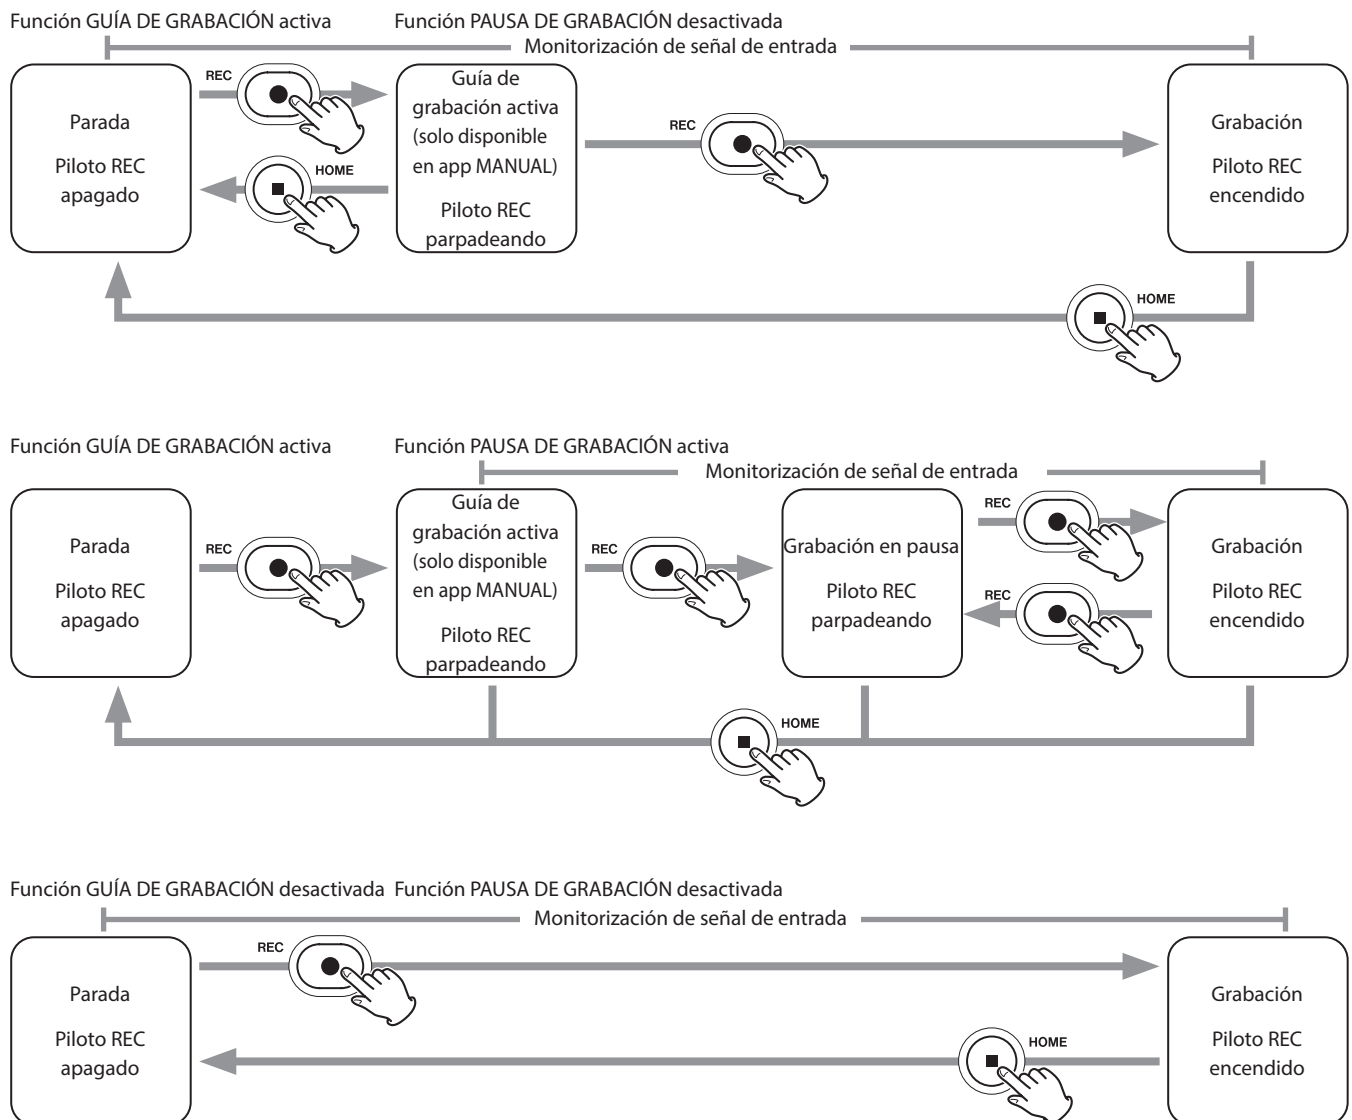 Función GUÍA DE GRABACIÓN activa
Función PAUSA DE GRABACIÓN desactivada
Monitorización de señal de entrada
Parada
Piloto REC
apagado
REC
HOME
Guía de
grabación activa
(solo disponible
en app MANUAL)
Piloto REC
parpadeando
REC
Grabación
Piloto REC
encendido
HOME
Función GUÍA DE GRABACIÓN activa
Función PAUSA DE GRABACIÓN activa
Monitorización de señal de entrada
Parada
Piloto REC
apagado
REC
Guía de
grabación activa
(solo disponible
en app MANUAL)
Piloto REC
parpadeando
REC
Grabación en pausa
Piloto REC
parpadeando
REC
REC
Grabación
Piloto REC
encendido
HOME
Función GUÍA DE GRABACIÓN desactivada
Función PAUSA DE GRABACIÓN desactivada
Monitorización de señal de entrada
Parada
Piloto REC
apagado
REC
HOME
Grabación
Piloto REC
encendido